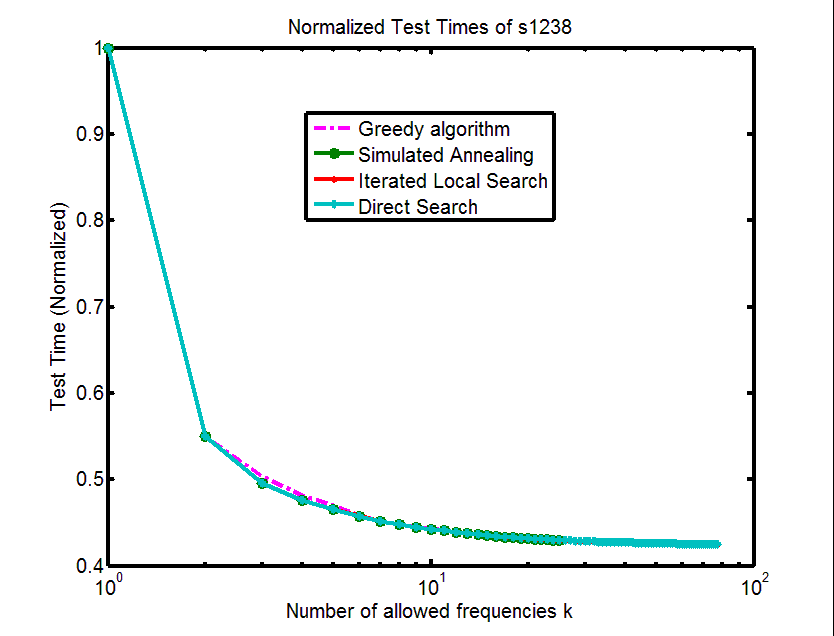 Normalized Test Times of s1238
1
0.9
0.8
0.7
0.6
0.5
0.4
Test Time (Normalized)
Greedy algorithm
Simulated Annealing
Iterated Local Search
Direct Search
10^0
10^1
10^2
Number of allowed frequencies k